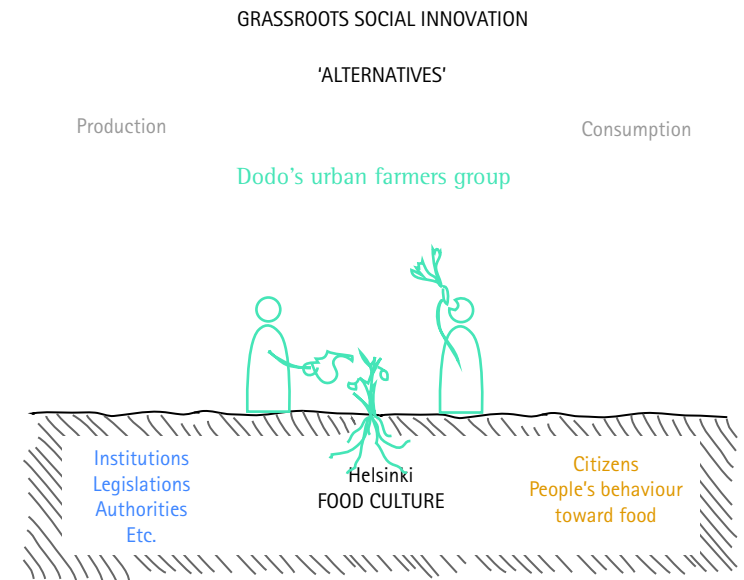 GRASSROOTS SOCIAL INNOVATION
‘ALTERNATIVES’
Production
Consumption
Dodo’s urban farmers group
Institutions
Legislations
Authorities
Etc.
Helsinki
FOOD CULTURE
Citizens
People’s behaviour
toward food